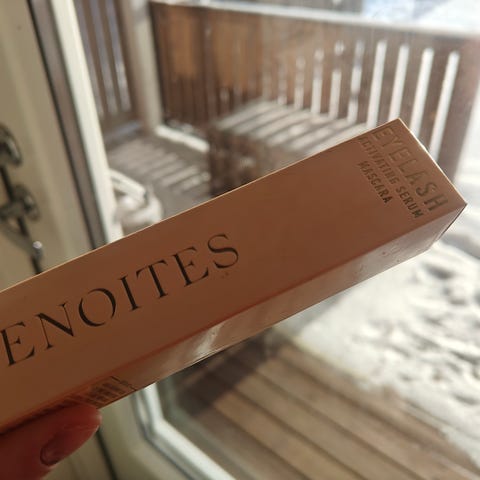 ENOITES
EYELASH
ACTIVATING SERUM
MASCARA